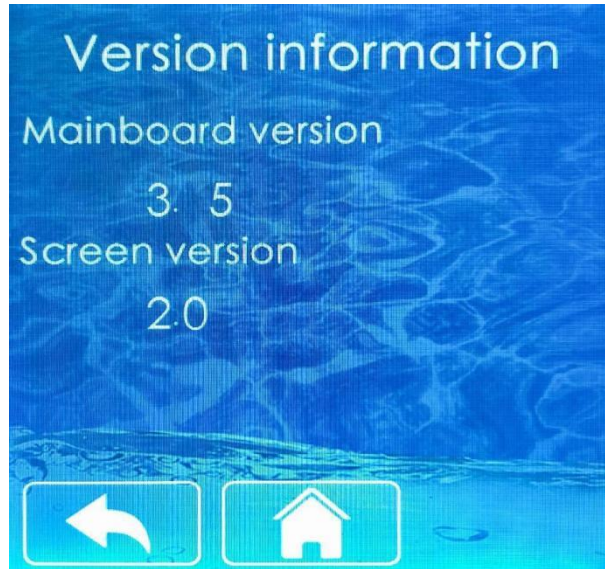 Version information
Mainboard version
3. 5
Screen version
2.0